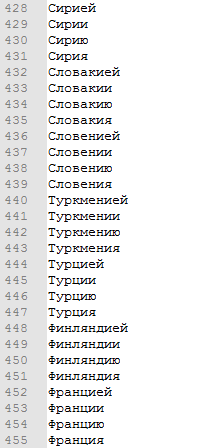 428 Сирией
429 Сирии
430 Сирию
431 Сирия
432 Словакией
433 Словакии
434 Словакию
435 Словакия
436 Словенией
437 Словении
438 Словению
439 Словения
440 Туркменией
441 Туркмении
442 Туркмению
443 Туркмения
444 Турцией
445 Турции
446 Турцию
447 Турция
448 Финляндией
449 Финляндии
450 Финляндию
451 Финляндия
452 Францией
453 Франции
454 Францию
455 Франция